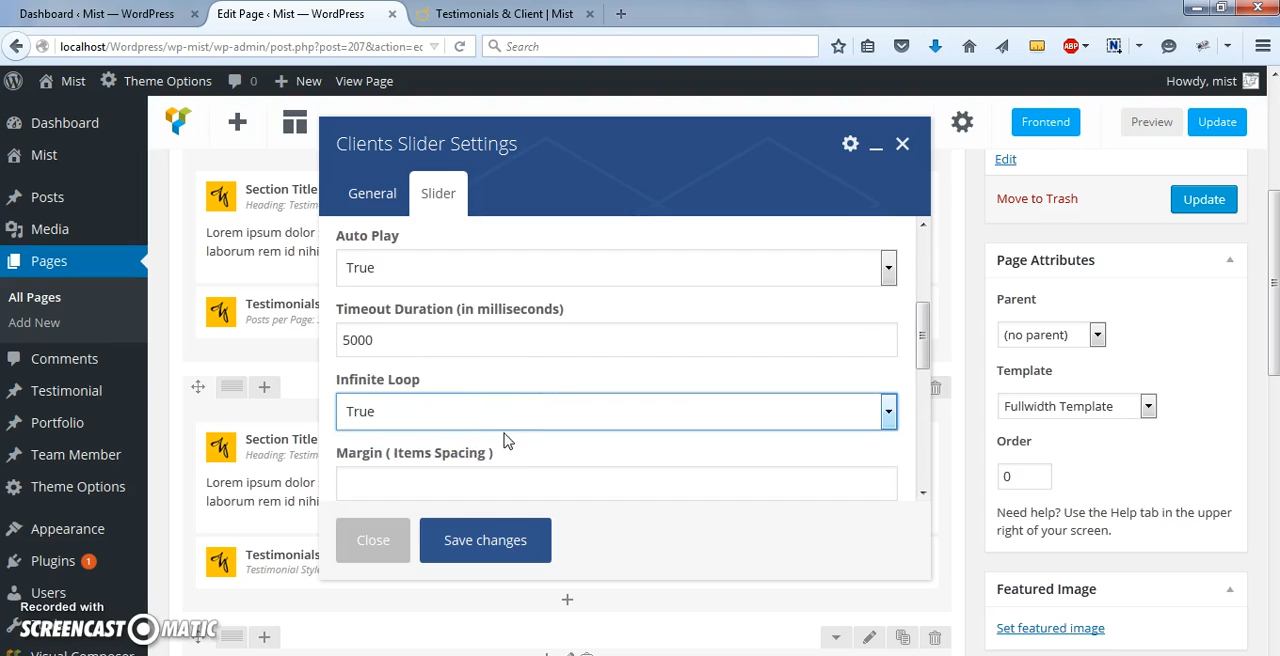 Dashboard ‹ Mist — WordPress
Edit Page ‹ Mist — WordPress
Testimonials & Client | Mist
localhost/Wordpress/wp-mist/wp-admin/post.php?post=207&action=ec
Search
ABP
Mist
Theme Options
0
New
View Page
Howdy, mist
Dashboard
Mist
Posts
Media
Pages
All Pages
Add New
Comments
Testimonial
Portfolio
Team Member
Theme Options
Appearance
Plugins 1
Users
Recorded with
SCREENCAST O MATIC
Section Title
Heading: Testim
Lorem ipsum dolor
laborum rem id nihi
Testimonials
Posts per Page:
Section Title
Heading: Testim
Lorem ipsum dolor
laborum rem id nihi
Testimonials
Testimonial Style
Clients Slider Settings
General
Slider
Auto Play
True
Timeout Duration (in milliseconds)
5000
Infinite Loop
True
Margin ( Items Spacing )
Close
Save changes
Frontend
Preview
Update
Edit
Move to Trash
Update
Page Attributes
Parent
(no parent)
Template
Fullwidth Template
Order
0
Need help? Use the Help tab in the upper
right of your screen.
Featured Image
Set featured image